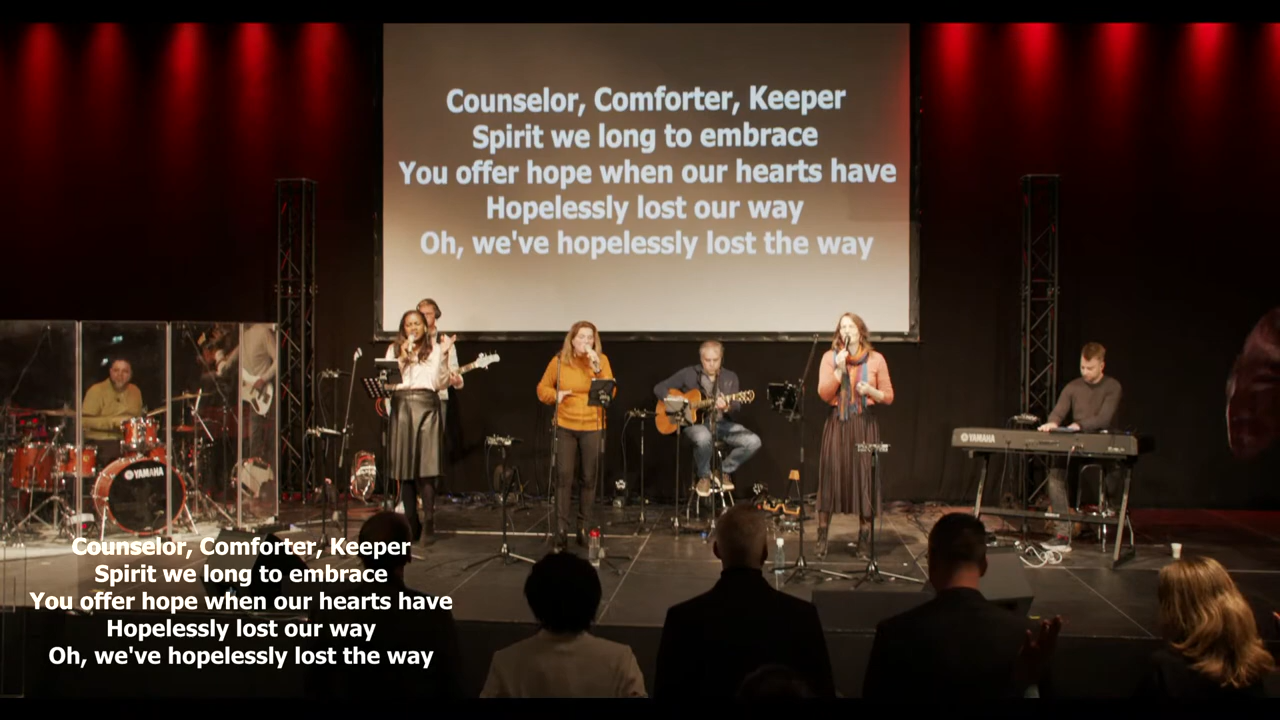 Counselor, Comforter, Keeper
Spirit we long to embrace
You offer hope when our hearts have
Hopelessly lost our way
Oh, we've hopelessly lost the way
YAMAHA
YAMAHA
Counselor, Comforter, Keeper
Spirit we long to embrace
You offer hope when our hearts have
Hopelessly lost our way
Oh, we've hopelessly lost the way